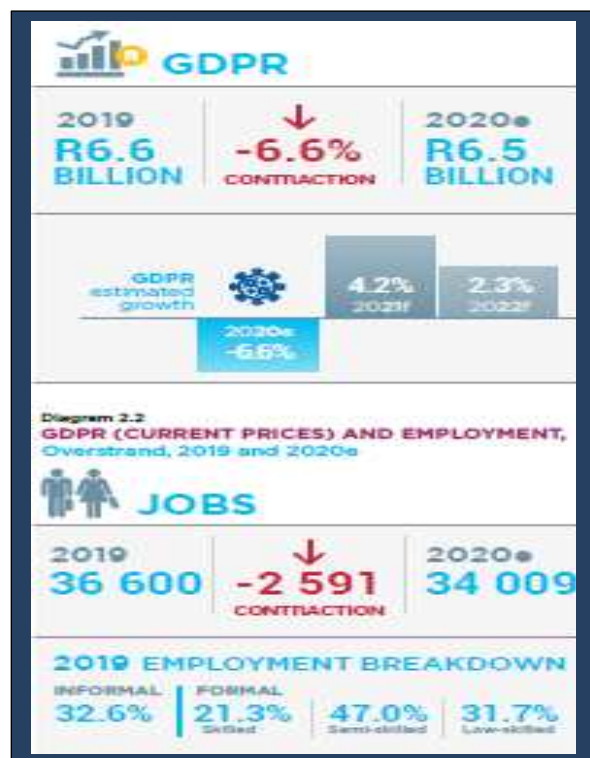 GDPR
2019 2020e
R6.6 -6.6% R6.5
BILLION CONTRACTION BILLION
GDPR
estimated
growth
4.2% 2.3%
2021f 2022f
2020e
-6.6%
Diagram 2.2
GDPR (CURRENT PRICES) AND EMPLOYMENT,
Overstrand, 2019 and 2020e
JOBS
2019 2020e
36 600 -2 591 34 009
CONTRACTION
2019 EMPLOYMENT BREAKDOWN
INFORMAL FORMAL
32.6% 21.3% 47.0% 31.7%
Skilled Semi-skilled Low-skilled